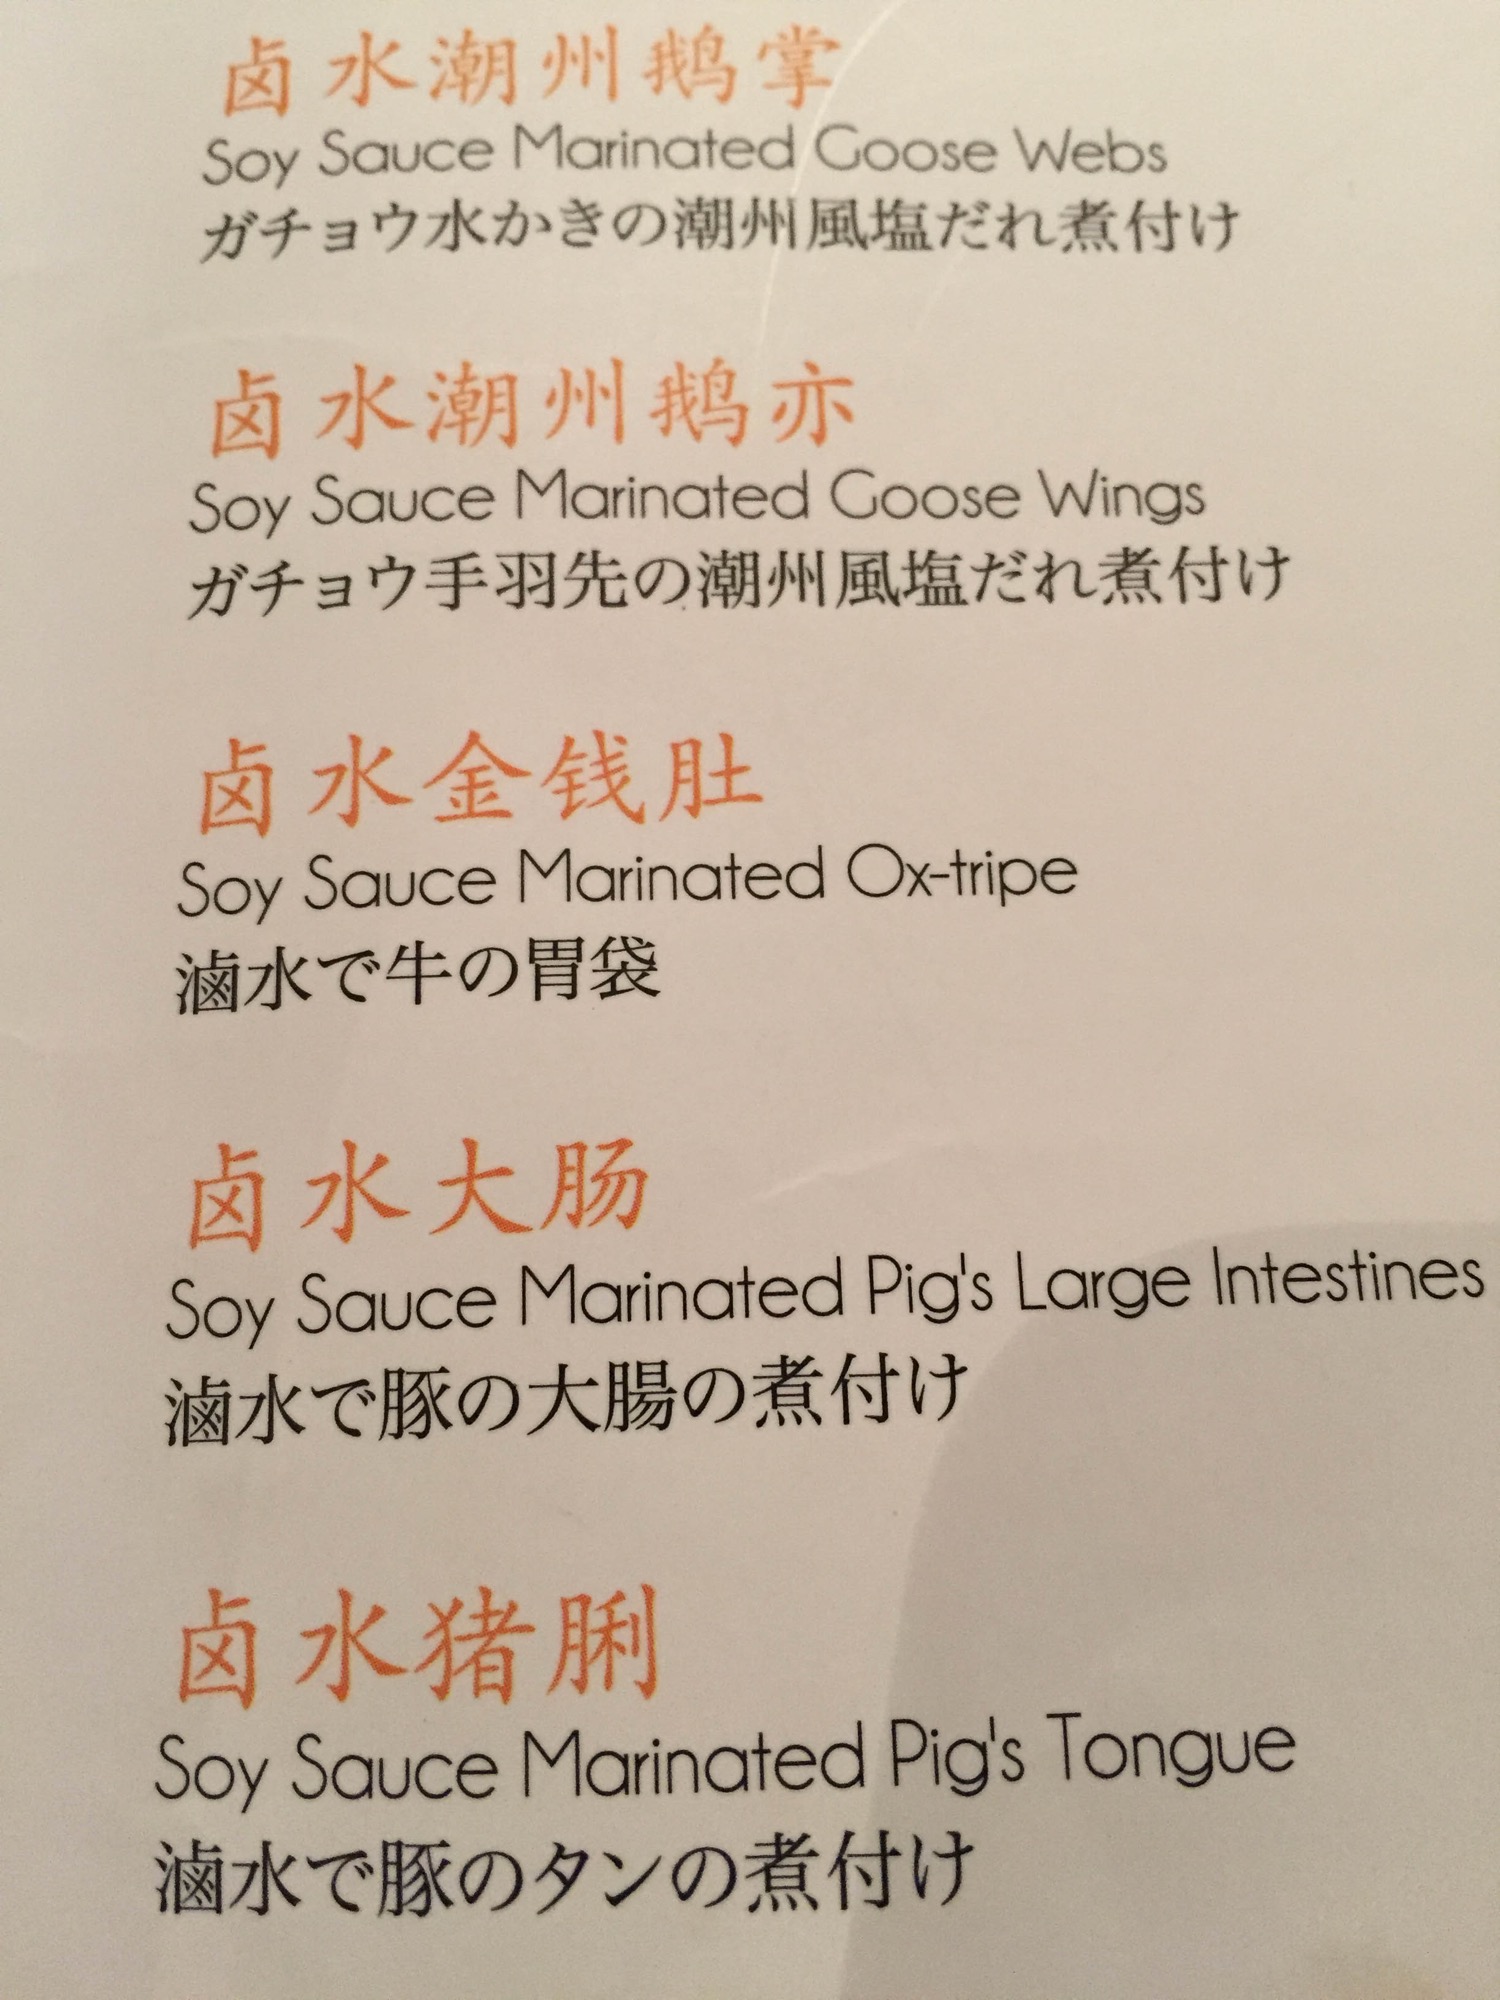 卤水潮州鹅掌
Soy Sauce Marinated Goose Webs
ガチョウ水かきの潮州風塩だれ煮付け
卤水潮州鹅亦
Soy Sauce Marinated Goose Wings
ガチョウ手羽先の潮州風塩だれ煮付け
卤水金钱肚
Soy Sauce Marinated Ox-tripe
滷水で牛の胃袋
卤水大肠
Soy Sauce Marinated Pig's Large Intestines
滷水で豚の大腸の煮付け
卤水猪脷
Soy Sauce Marinated Pig's Tongue
滷水で豚のタンの煮付け